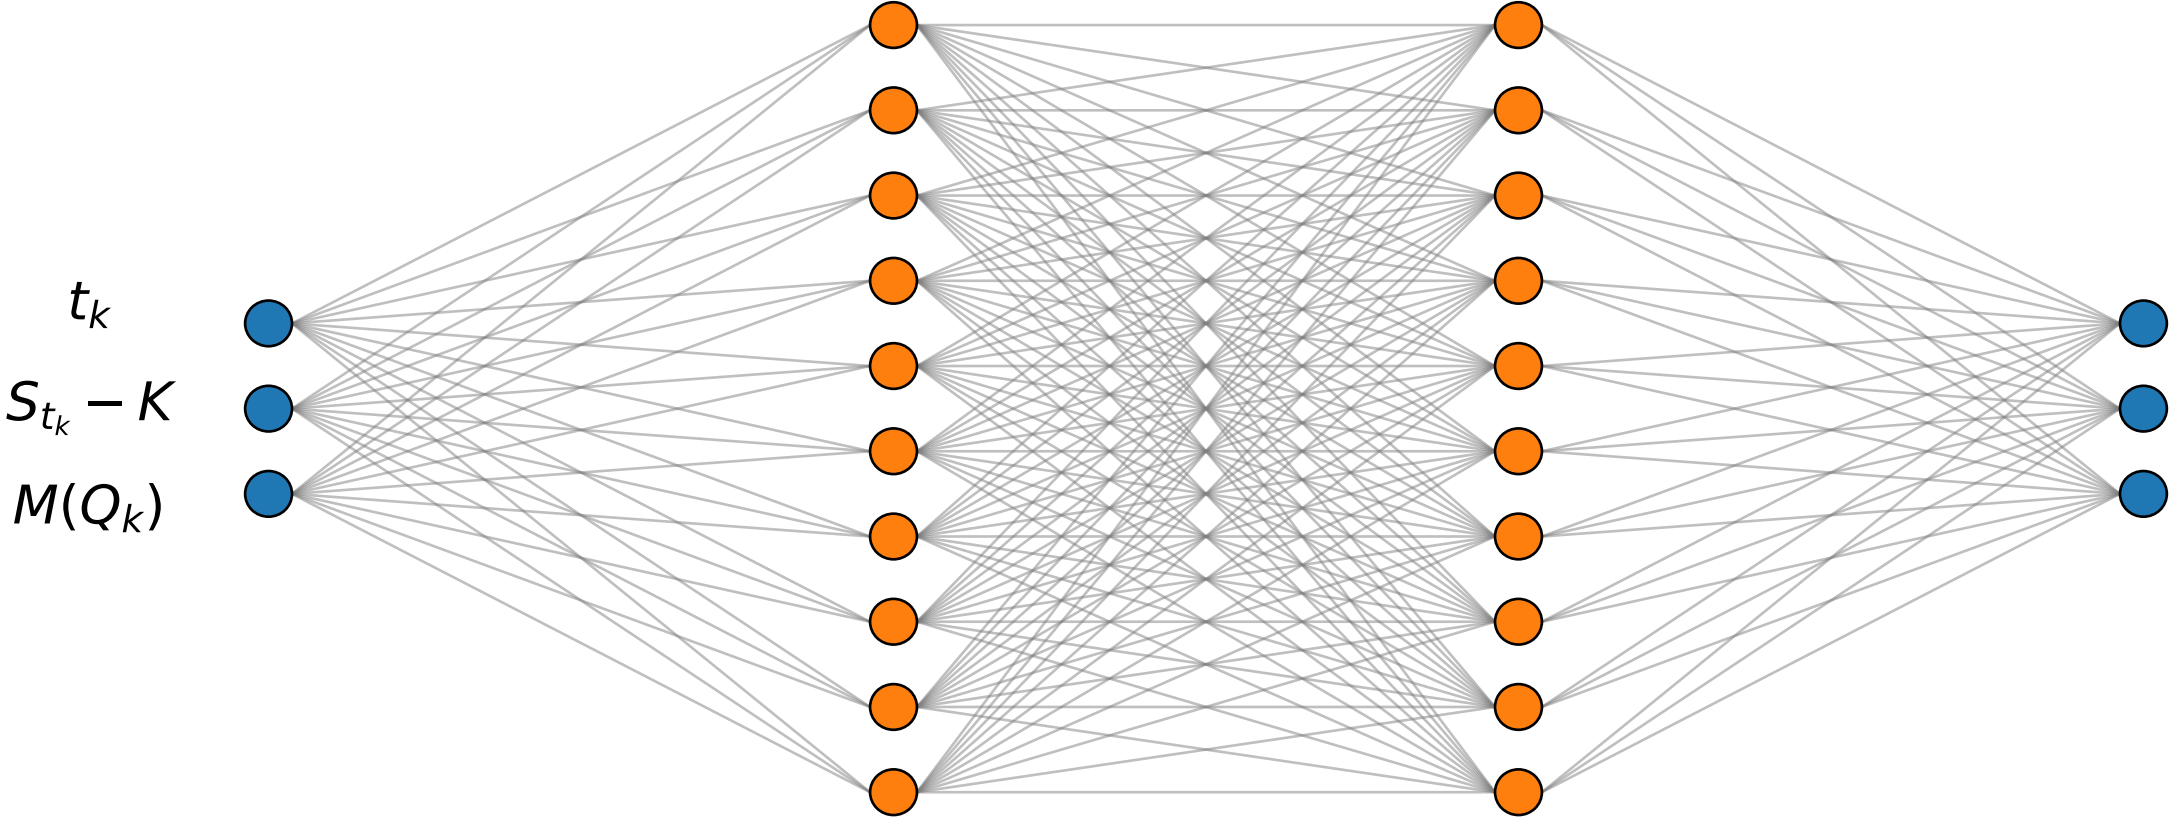 t_k
S_{t_k} − K
M(Q_k)